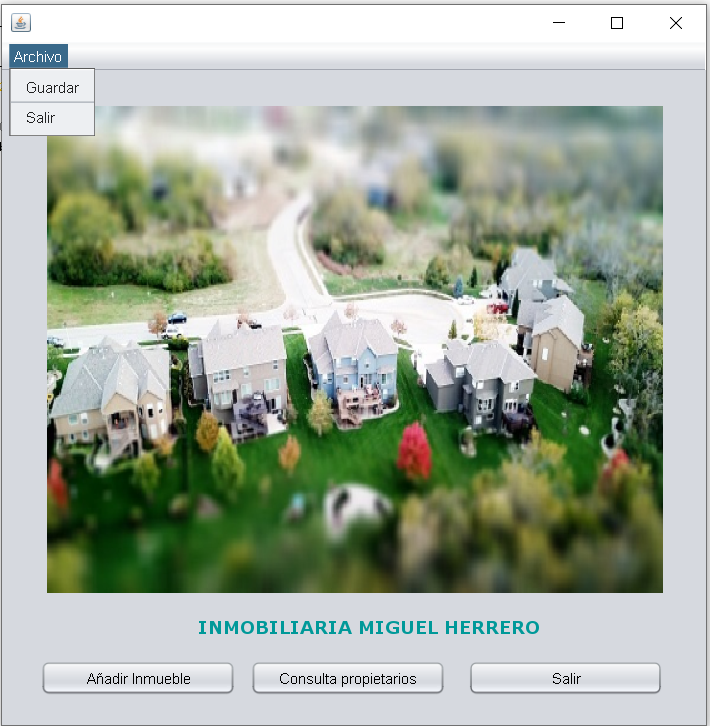 Archivo
Guardar
Salir
INMOBILIARIA MIGUEL HERRERO
Añadir Inmueble
Consulta propietarios
Salir